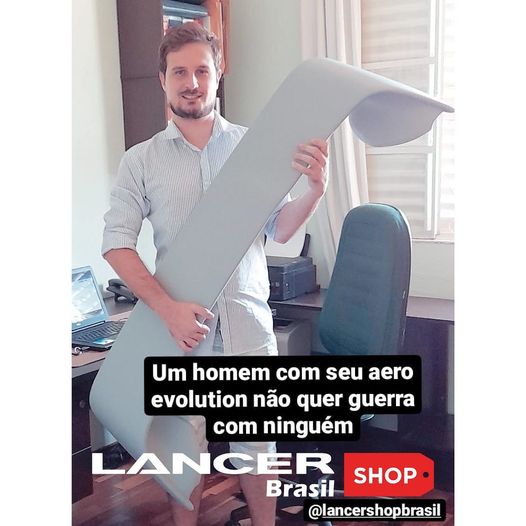 Um homem com seu aero
evolution não quer guerra
com ninguém
LANCER
Brasil
SHOP
@lancershopbrasil